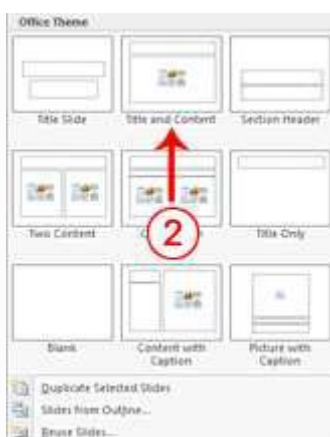 Office Theme
Title Slide
Title and Content
Section Header
Two Content
2
Title Only
Blank
Content with
Caption
Picture with
Caption
Duplicate Selected Slides
Slides from Outline...
Reuse Slides...